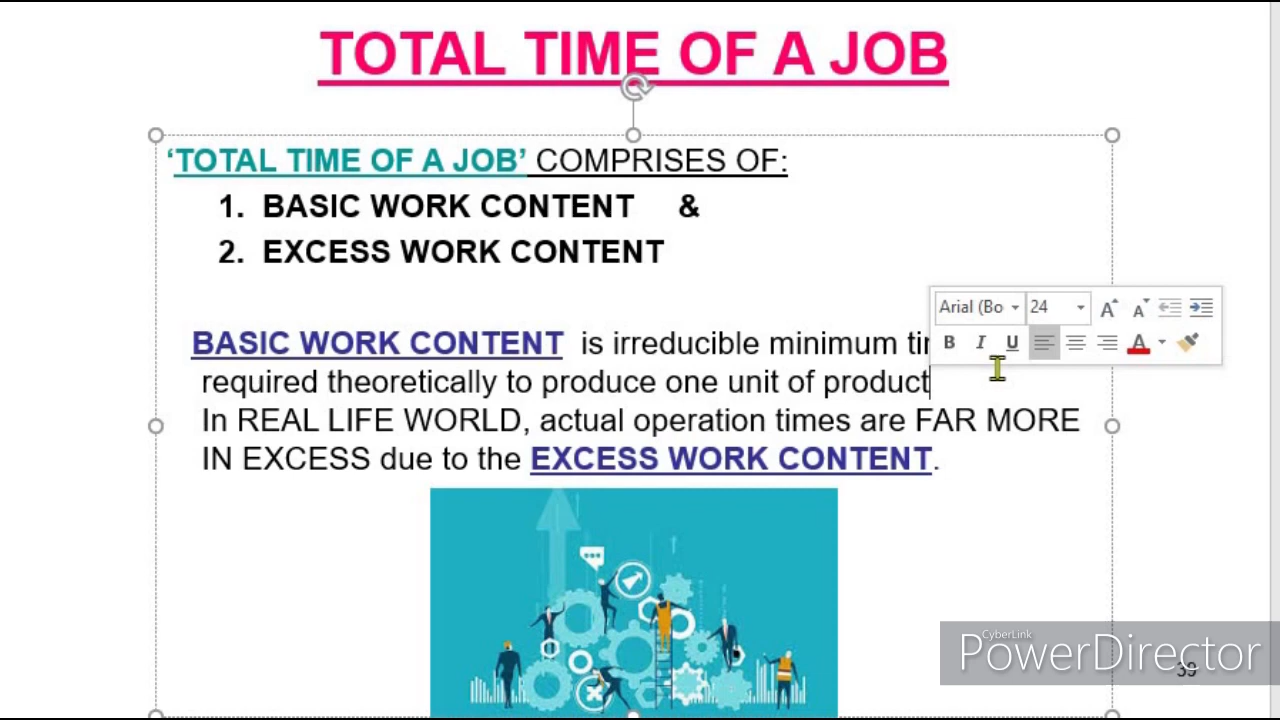 TOTAL TIME OF A JOB
‘TOTAL TIME OF A JOB’ COMPRISES OF:
1. BASIC WORK CONTENT &
2. EXCESS WORK CONTENT
Arial (Bo 24
BASIC WORK CONTENT is irreducible minimum
B I U A
required theoretically to produce one unit of product
In REAL LIFE WORLD, actual operation times are FAR MORE
IN EXCESS due to the EXCESS WORK CONTENT.
CyberLink
PowerDirector
39